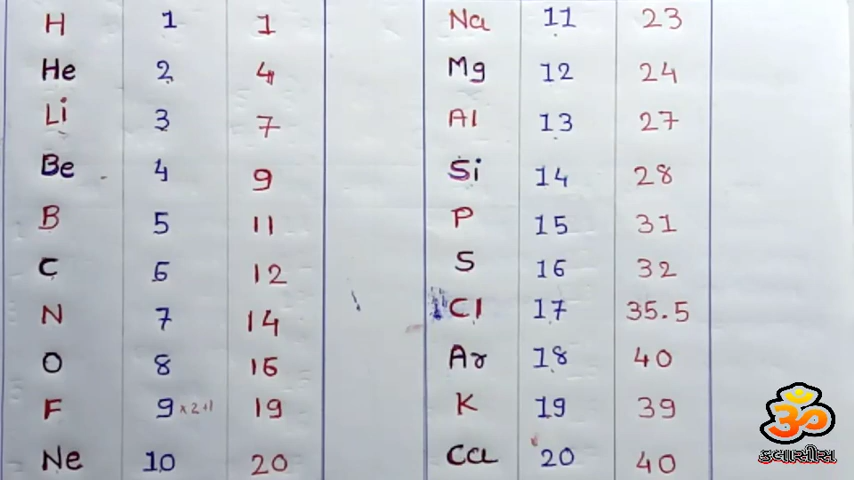 H 1 1
He 2 4
Li 3 7
Be 4 9
B 5 11
C 6 12
N 7 14
O 8 16
F 9 x2+1 19
Ne 10 20
Na 11 23
Mg 12 24
Al 13 27
Si 14 28
P 15 31
S 16 32
Cl 17 35.5
Ar 18 40
K 19 39
Ca 20 40
ૐ
ક્લાસીસ